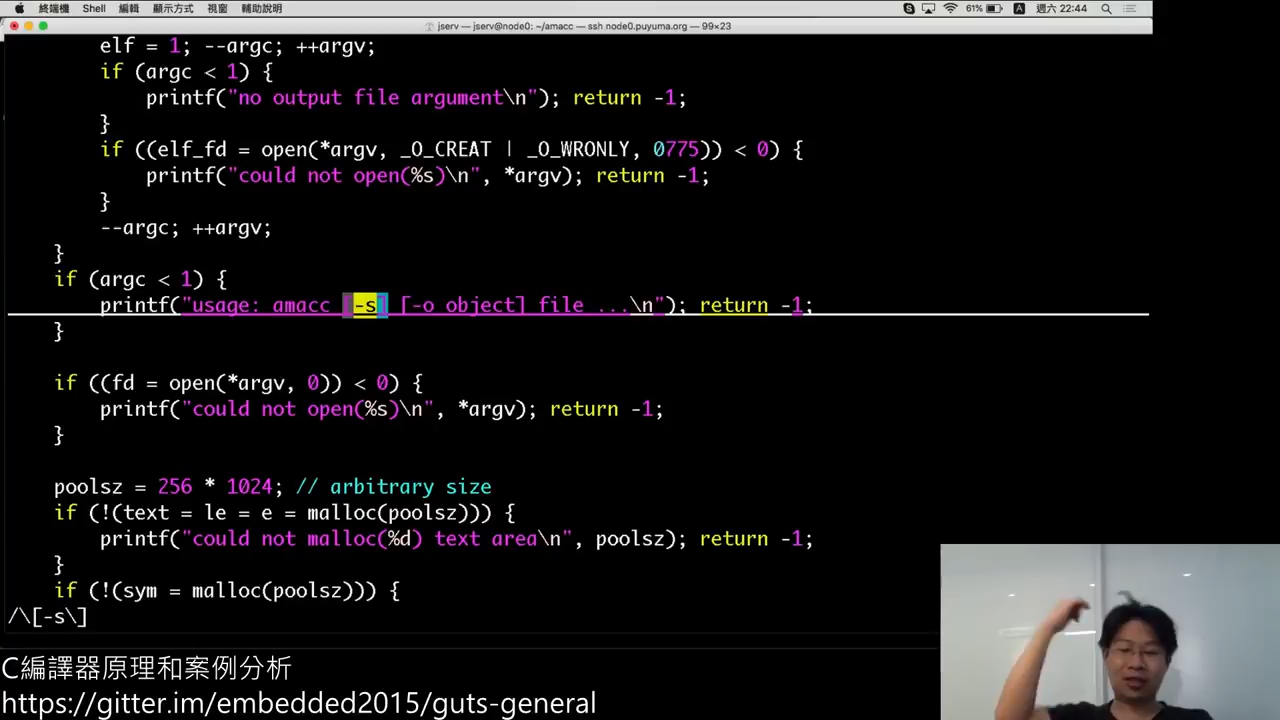 終端機 Shell 編輯 顯示方式 視窗 輔助說明 61% A 週六 22:44
jserv — jserv@node0: ~/amacc — ssh node0.puyuma.org — 99×23
elf = 1; --argc; ++argv;
if (argc < 1) {
printf("no output file argument\n"); return -1;
}
if ((elf_fd = open(*argv, _O_CREAT | _O_WRONLY, 0775)) < 0) {
printf("could not open(%s)\n", *argv); return -1;
}
--argc; ++argv;
}
if (argc < 1) {
printf("usage: amacc [-s] [-o object] file ...\n"); return -1;
}
if ((fd = open(*argv, 0)) < 0) {
printf("could not open(%s)\n", *argv); return -1;
}
poolsz = 256 * 1024; // arbitrary size
if (!(text = le = e = malloc(poolsz))) {
printf("could not malloc(%d) text area\n", poolsz); return -1;
}
if (!(sym = malloc(poolsz))) {
/\[-s\]
C編譯器原理和案例分析
https://gitter.im/embedded2015/guts-general